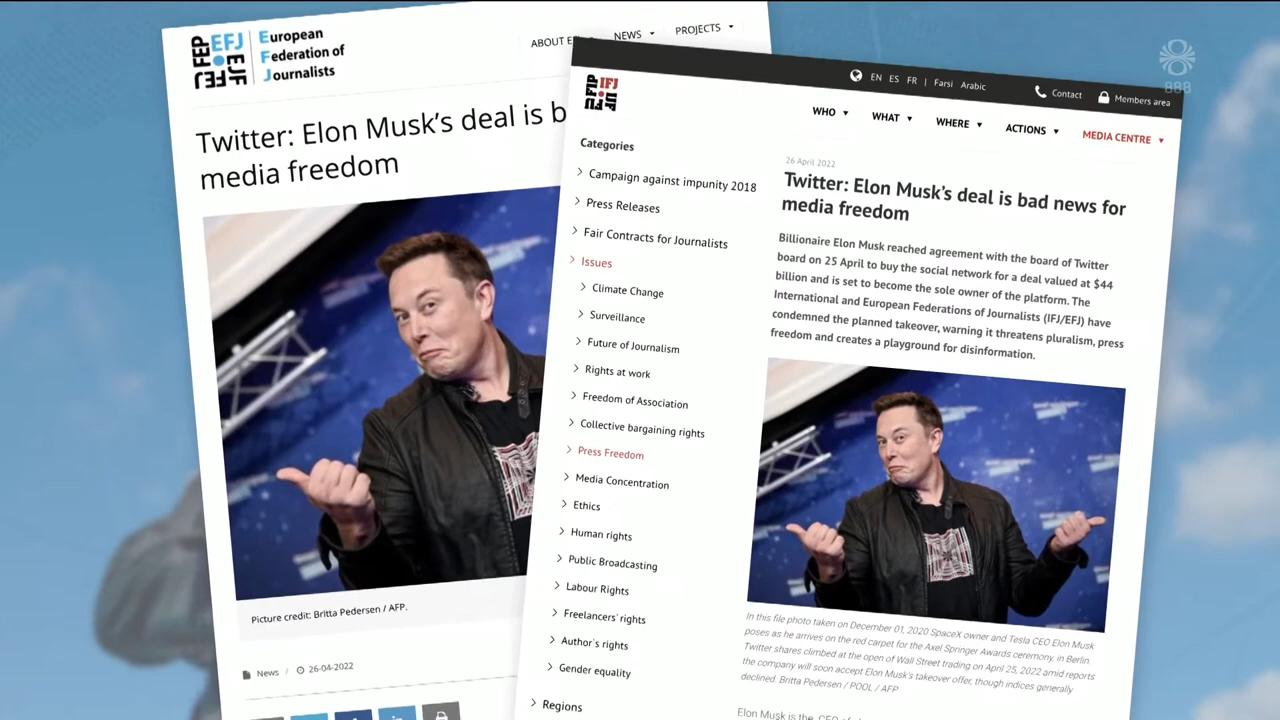 EFJ
European
Federation of
Journalists
ABOUT
NEWS
PROJECTS
Twitter: Elon Musk's deal is b
media freedom
Picture credit: Britta Pedersen / AFP.
News / 26-04-2022
888
EN ES FR | Farsi Arabic
Contact
Members area
IFJ
WHO
WHAT
WHERE
ACTIONS
MEDIA CENTRE
Categories
Campaign against impunity 2018
Press Releases
Fair Contracts for Journalists
Issues
Climate Change
Surveillance
Future of Journalism
Rights at work
Freedom of Association
Collective bargaining rights
Press Freedom
Media Concentration
Ethics
Human rights
Public Broadcasting
Labour Rights
Freelancers' rights
Author`s rights
Gender equality
Regions
26 April 2022
Twitter: Elon Musk's deal is bad news for
media freedom
Billionaire Elon Musk reached agreement with the board of Twitter
board on 25 April to buy the social network for a deal valued at $44
billion and is set to become the sole owner of the platform. The
International and European Federations of Journalists (IFJ/EFJ) have
condemned the planned takeover, warning it threatens pluralism, press
freedom and creates a playground for disinformation.
In this file photo taken on December 01, 2020 SpaceX owner and Tesla CEO Elon Musk
poses as he arrives on the red carpet for the Axel Springer Awards ceremony, in Berlin.
Twitter shares climbed at the open of Wall Street trading on April 25, 2022 amid reports
the company will soon accept Elon Musk's takeover offer, though indices generally
declined. Britta Pedersen / POOL / AFP
Elon Musk is the CEO of